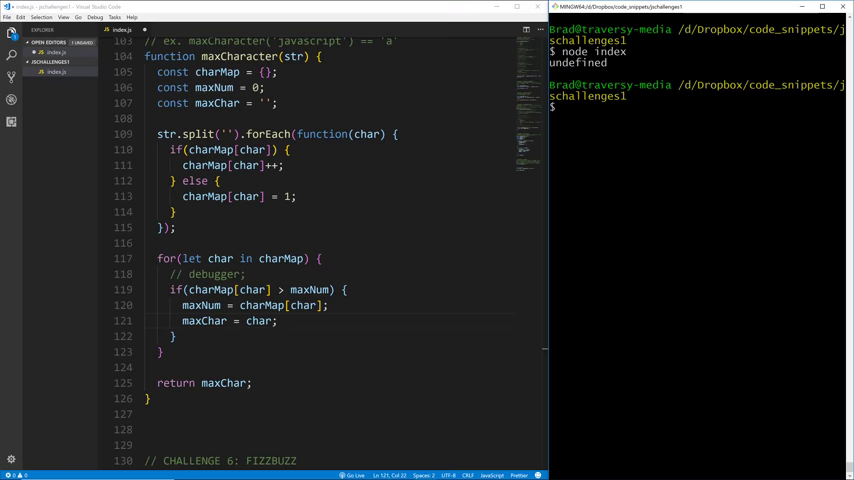 index.js - jschallenges1 - Visual Studio Code
File Edit Selection View Go Debug Tasks Help
EXPLORER
OPEN EDITORS 1 UNSAVED
index.js
JSCHALLENGES1
index.js
index.js
103 // ex. maxCharacter('javascript') == 'a'
104 function maxCharacter(str) {
105 const charMap = {};
106 const maxNum = 0;
107 const maxChar = '';
108
109 str.split('').forEach(function(char) {
110 if(charMap[char]) {
111 charMap[char]++;
112 } else {
113 charMap[char] = 1;
114 }
115 });
116
117 for(let char in charMap) {
118 // debugger;
119 if(charMap[char] > maxNum) {
120 maxNum = charMap[char];
121 maxChar = char;
122 }
123 }
124
125 return maxChar;
126 }
127
128
129
130 // CHALLENGE 6: FIZZBUZZ
0 0
Go Live Ln 121, Col 22 Spaces: 2 UTF-8 CRLF JavaScript Prettier
MINGW64:/d/Dropbox/code_snippets/jschallenges1
Brad@traversy-media /d/Dropbox/code_snippets/j
schallenges1
$ node index
undefined
Brad@traversy-media /d/Dropbox/code_snippets/j
schallenges1
$